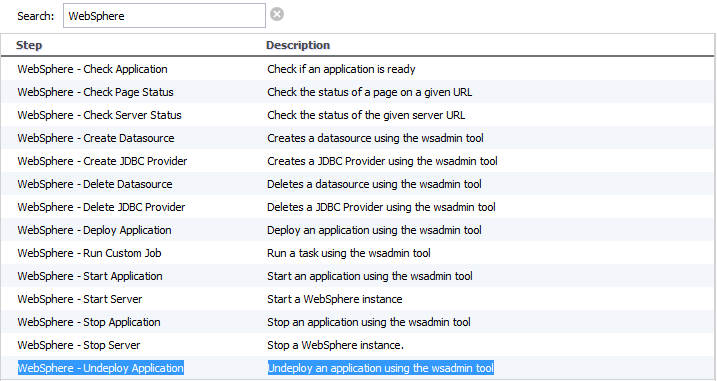 Search: WebSphere
Step Description
WebSphere - Check Application Check if an application is ready
WebSphere - Check Page Status Check the status of a page on a given URL
WebSphere - Check Server Status Check the status of the given server URL
WebSphere - Create Datasource Creates a datasource using the wsadmin tool
WebSphere - Create JDBC Provider Creates a JDBC Provider using the wsadmin tool
WebSphere - Delete Datasource Deletes a datasource using the wsadmin tool
WebSphere - Delete JDBC Provider Deletes a JDBC Provider using the wsadmin tool
WebSphere - Deploy Application Deploy an application using the wsadmin tool
WebSphere - Run Custom Job Run a task using the wsadmin tool
WebSphere - Start Application Start an application using the wsadmin tool
WebSphere - Start Server Start a WebSphere instance
WebSphere - Stop Application Stop an application using the wsadmin tool
WebSphere - Stop Server Stop a WebSphere instance.
WebSphere - Undeploy Application Undeploy an application using the wsadmin tool